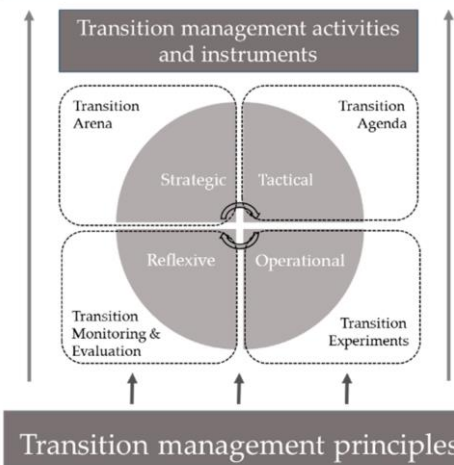 Transition management activities
and instruments
Transition
Arena
Transition
Agenda
Strategic
Tactical
Reflexive
Operational
Transition
Monitoring &
Evaluation
Transition
Experiments
Transition management principles